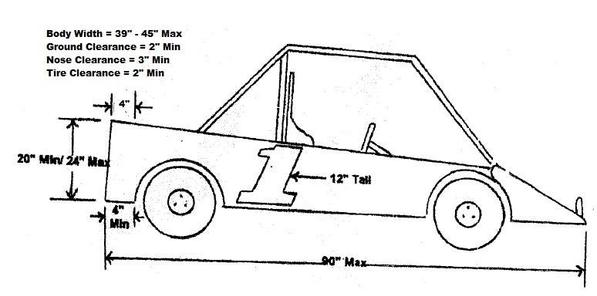 Body Width = 39" - 45" Max
Ground Clearance = 2" Min
Nose Clearance = 3" Min
Tire Clearance = 2" Min
4"
20" Min/ 24" Max
1
12" Tall
4"
Min
90" Max